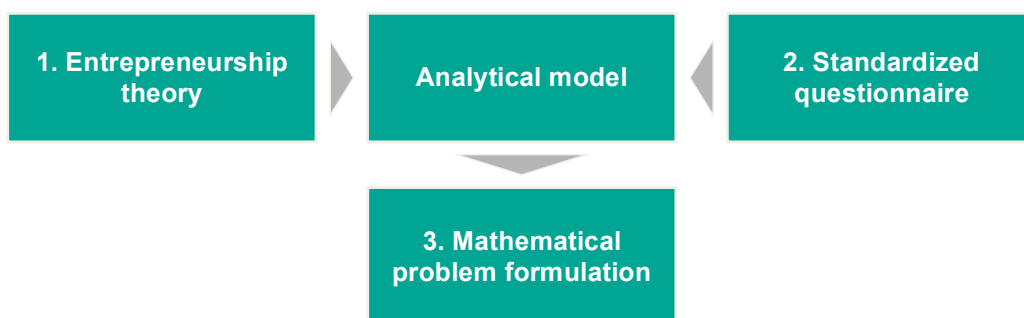 1. Entrepreneurship
theory
Analytical model
2. Standardized
questionnaire
3. Mathematical
problem formulation